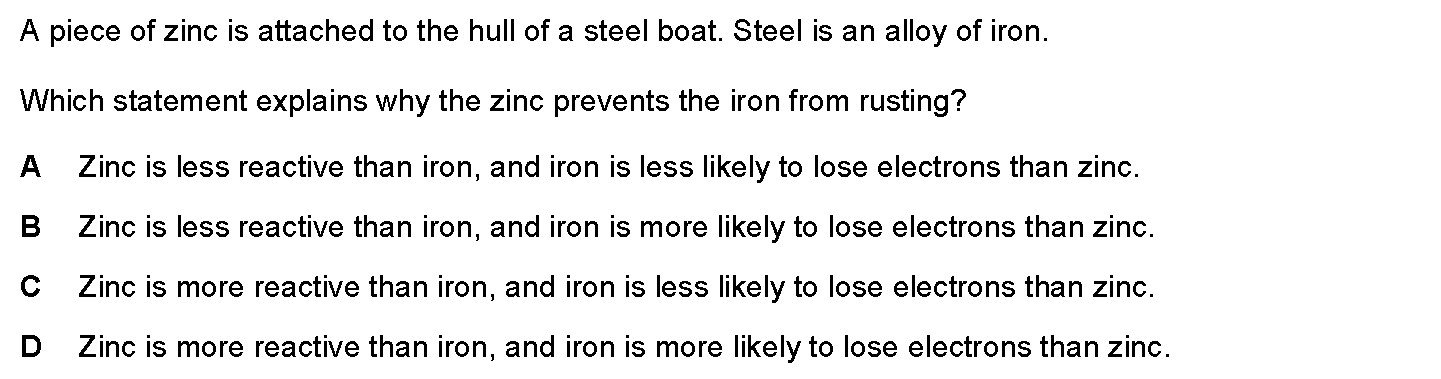 A piece of zinc is attached to the hull of a steel boat. Steel is an alloy of iron.
Which statement explains why the zinc prevents the iron from rusting?
A Zinc is less reactive than iron, and iron is less likely to lose electrons than zinc.
B Zinc is less reactive than iron, and iron is more likely to lose electrons than zinc.
C Zinc is more reactive than iron, and iron is less likely to lose electrons than zinc.
D Zinc is more reactive than iron, and iron is more likely to lose electrons than zinc.